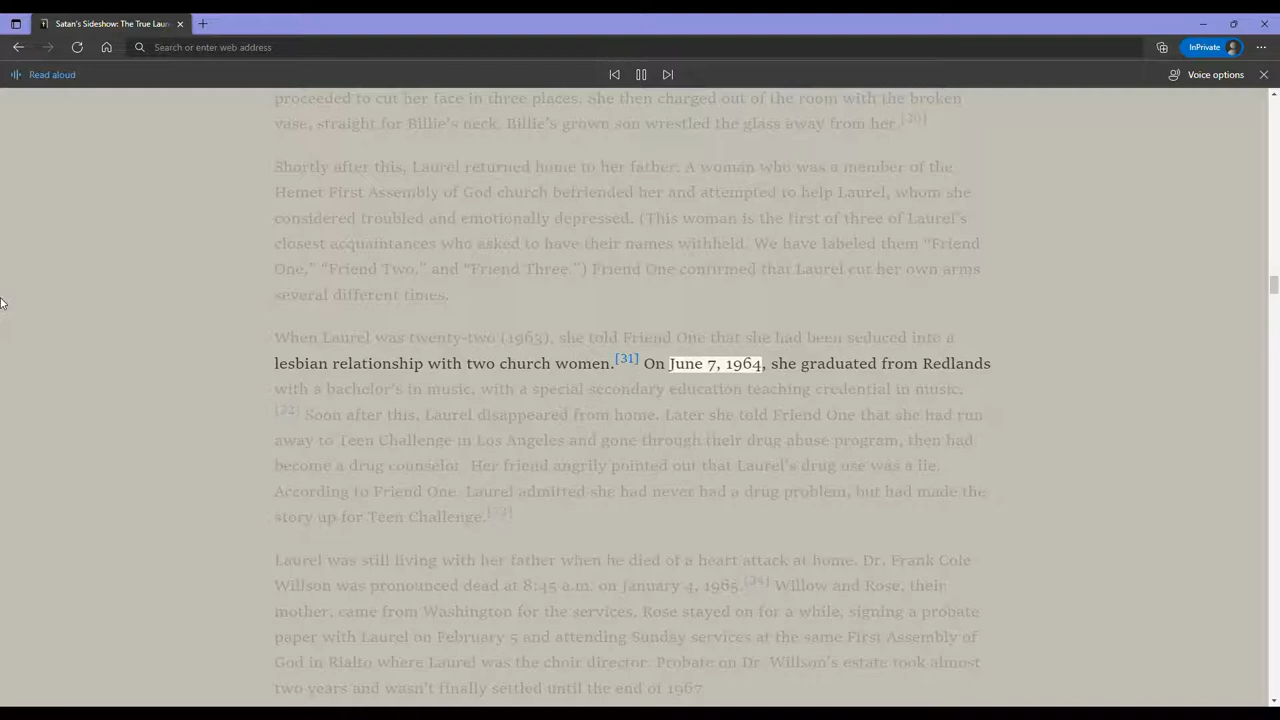 Satan's Sideshow: The True Laur
Search or enter web address
InPrivate
Read aloud
Voice options
proceeded to cut her face in three places. She then charged out of the room with the broken
vase, straight for Billie's neck. Billie's grown son wrestled the glass away from her.[30]
Shortly after this, Laurel returned home to her father. A woman who was a member of the
Hemet First Assembly of God church befriended her and attempted to help Laurel, whom she
considered troubled and emotionally depressed. (This woman is the first of three of Laurel's
closest acquaintances who asked to have their names withheld. We have labeled them “Friend
One,” “Friend Two,” and “Friend Three.”) Friend One confirmed that Laurel cut her own arms
several different times.
When Laurel was twenty-two (1963), she told Friend One that she had been seduced into a
lesbian relationship with two church women.[31] On June 7, 1964, she graduated from Redlands
with a bachelor's in music, with a special secondary education teaching credential in music.
[32] Soon after this, Laurel disappeared from home. Later she told Friend One that she had run
away to Teen Challenge in Los Angeles and gone through their drug abuse program, then had
become a drug counselor. Her friend angrily pointed out that Laurel's drug use was a lie.
According to Friend One, Laurel admitted she had never had a drug problem, but had made the
story up for Teen Challenge.[33]
Laurel was still living with her father when he died of a heart attack at home. Dr. Frank Cole
Willson was pronounced dead at 8:45 a.m. on January 4, 1965.[34] Willow and Rose, their
mother, came from Washington for the services. Rose stayed on for a while, signing a probate
paper with Laurel on February 5 and attending Sunday services at the same First Assembly of
God in Rialto where Laurel was the choir director. Probate on Dr. Willson's estate took almost
two years and wasn't finally settled until the end of 1967